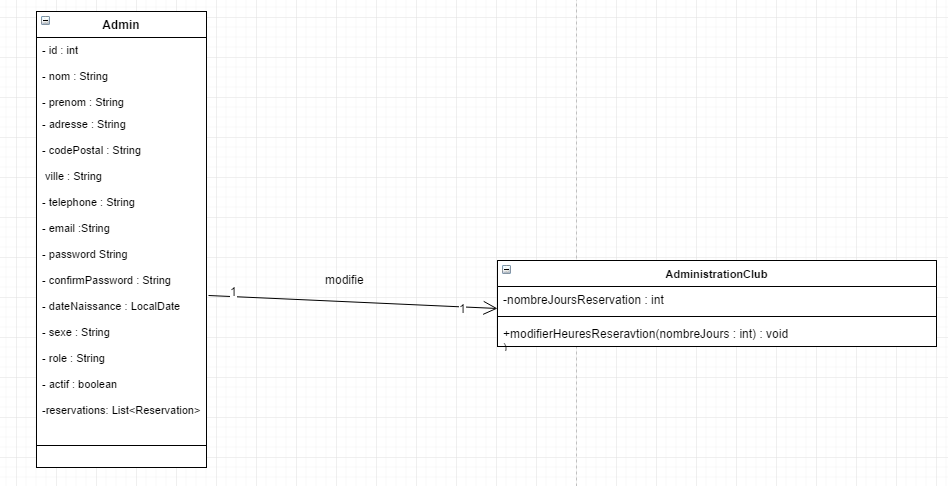 Admin
- id : int
- nom : String
- prenom : String
- adresse : String
- codePostal : String
ville : String
- telephone : String
- email :String
- password String
- confirmPassword : String
- dateNaissance : LocalDate
- sexe : String
- role : String
- actif : boolean
-reservations: List<Reservation>
modifie
1
1
AdministrationClub
-nombreJoursReservation : int
+modifierHeuresReseravtion(nombreJours : int) : void
)